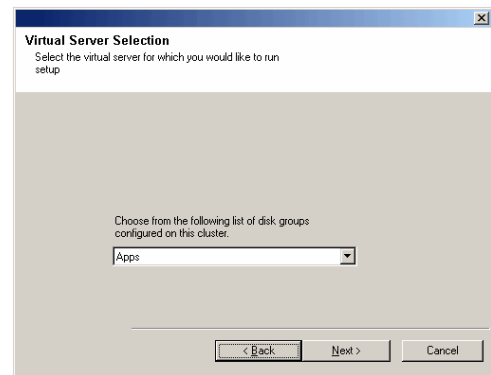 Virtual Server Selection
Select the virtual server for which you would like to run
setup
Choose from the following list of disk groups
configured on this cluster.
Apps
< Back
Next >
Cancel